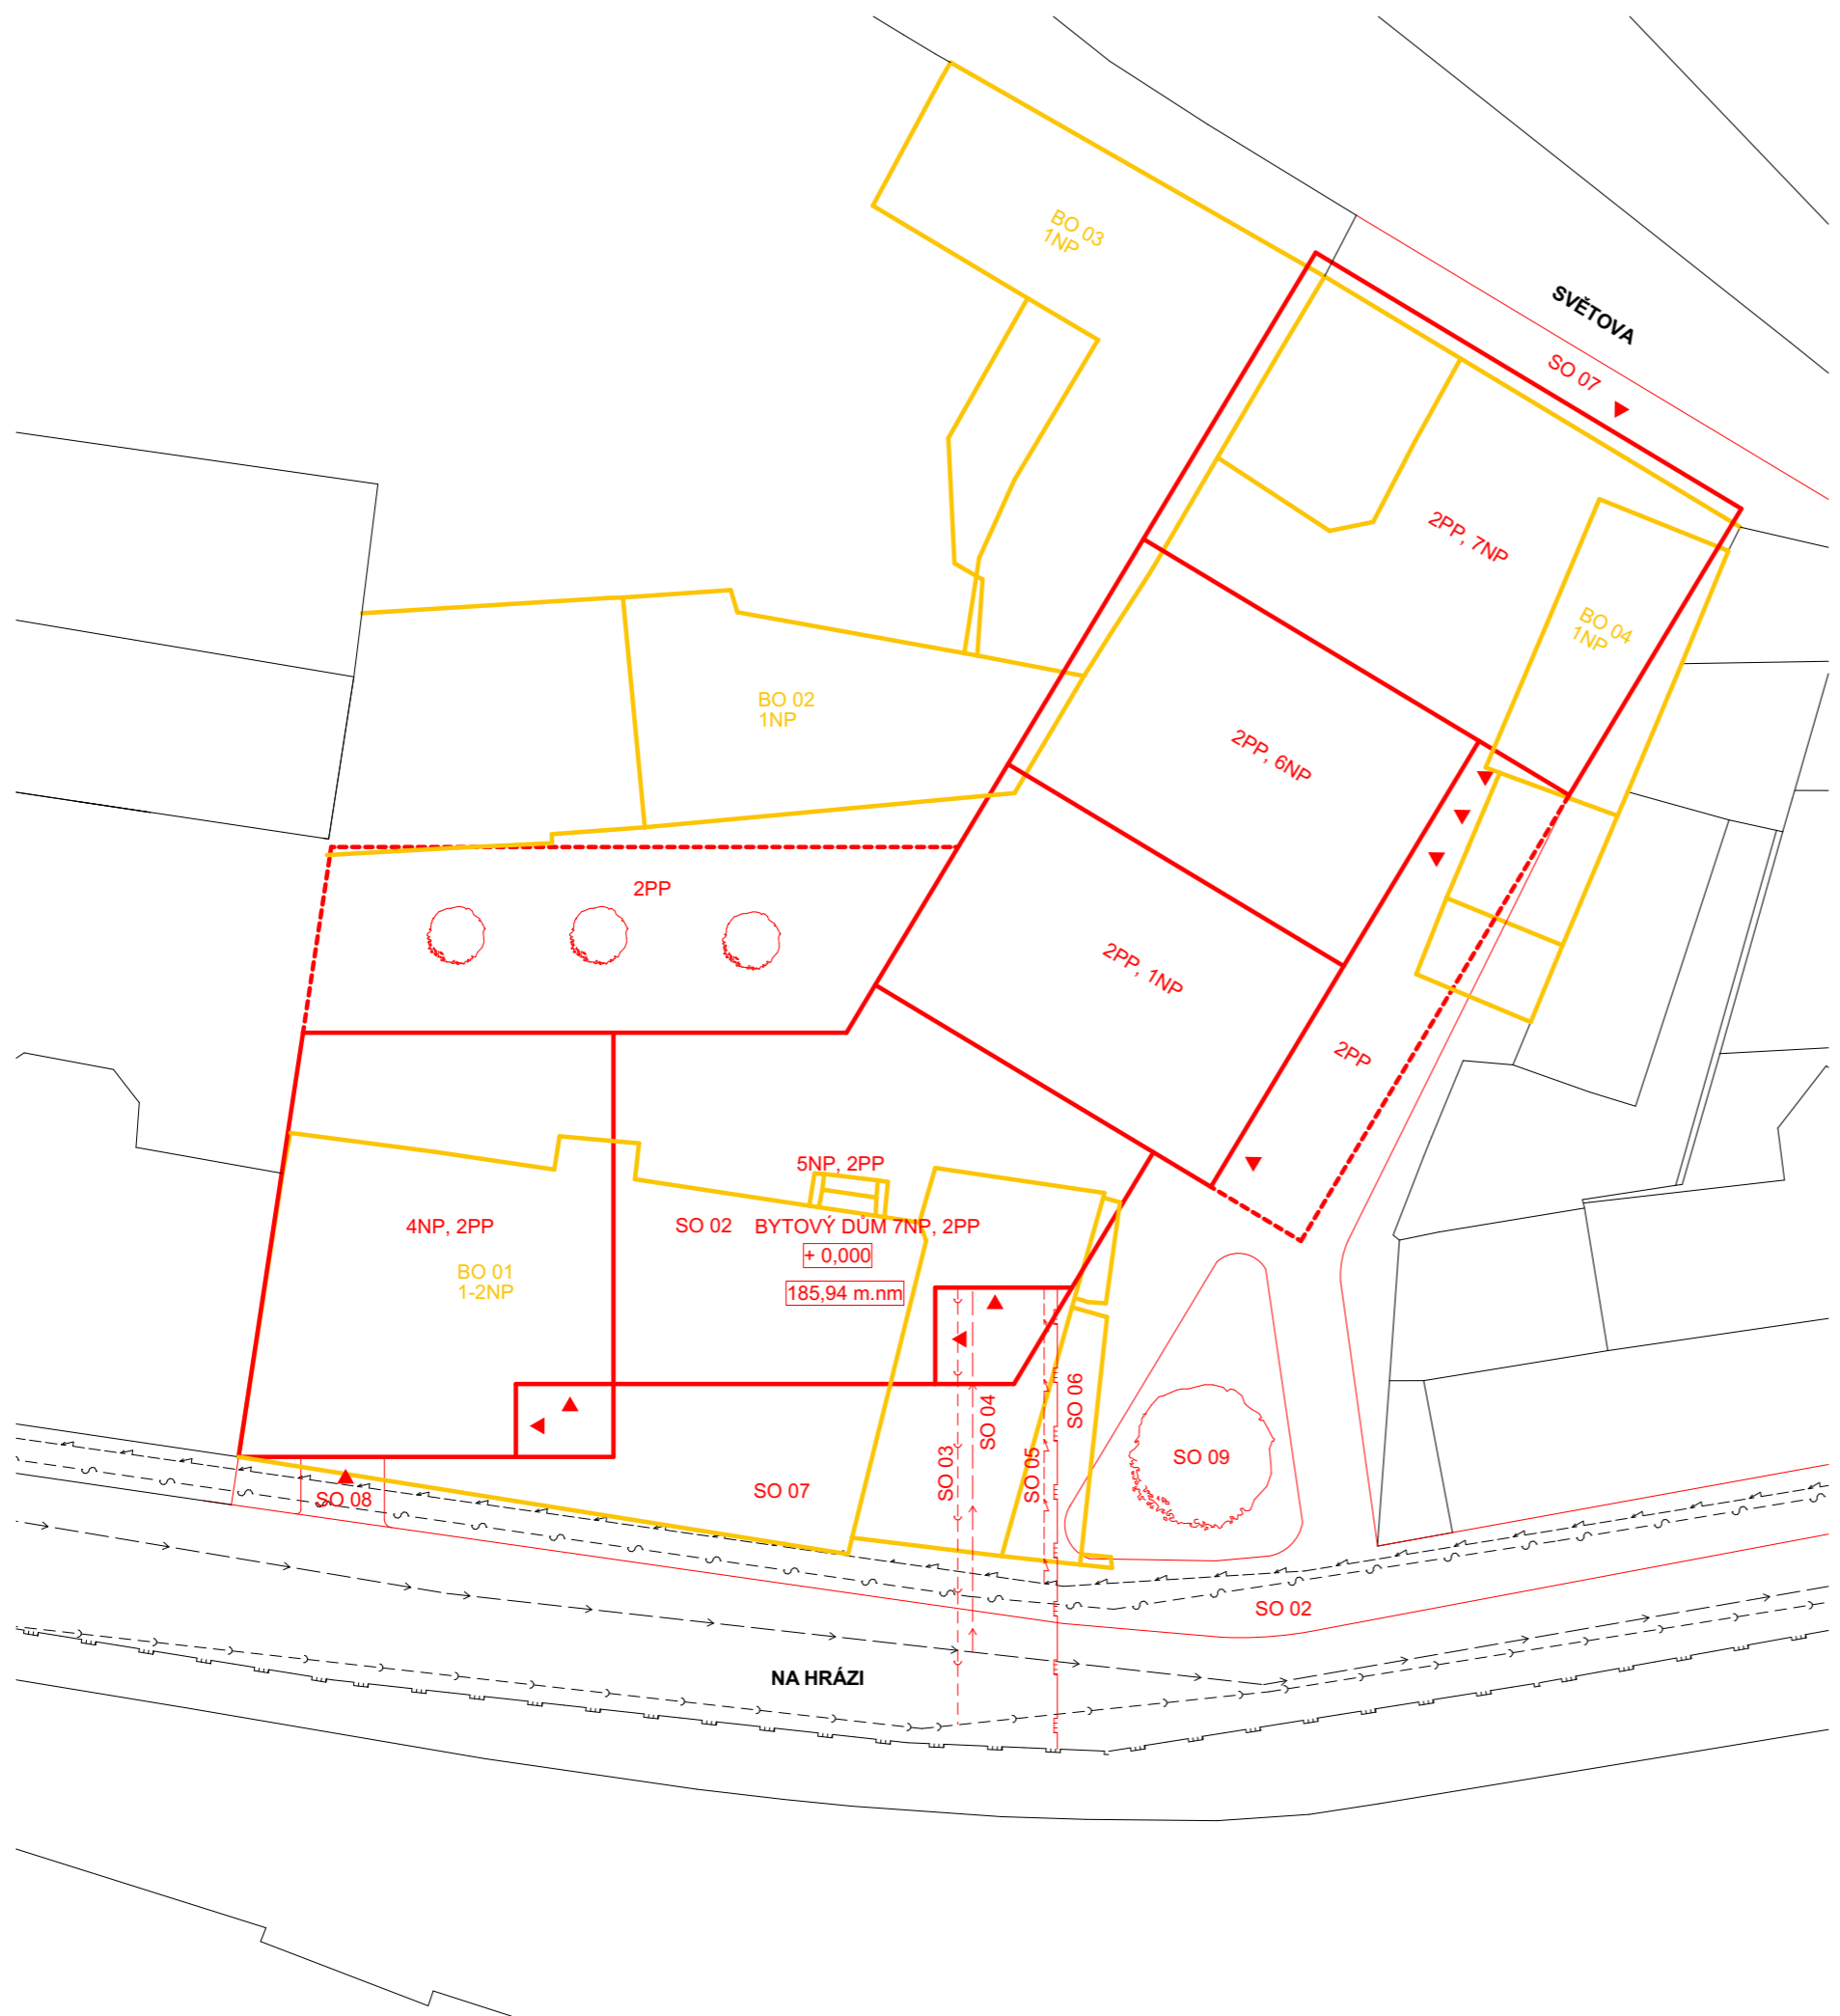 BO 03
1NP
SVĚTOVA
SO 07
2PP, 7NP
BO 04
1NP
BO 02
1NP
2PP, 6NP
2PP
2PP, 1NP
2PP
5NP, 2PP
4NP, 2PP
SO 02
BYTOVÝ DŮM 7NP, 2PP
+ 0,000
BO 01
1-2NP
185,94 m.nm
SO 03
SO 04
SO 05
SO 06
SO 09
SO 08
SO 07
SO 02
NA HRÁZI